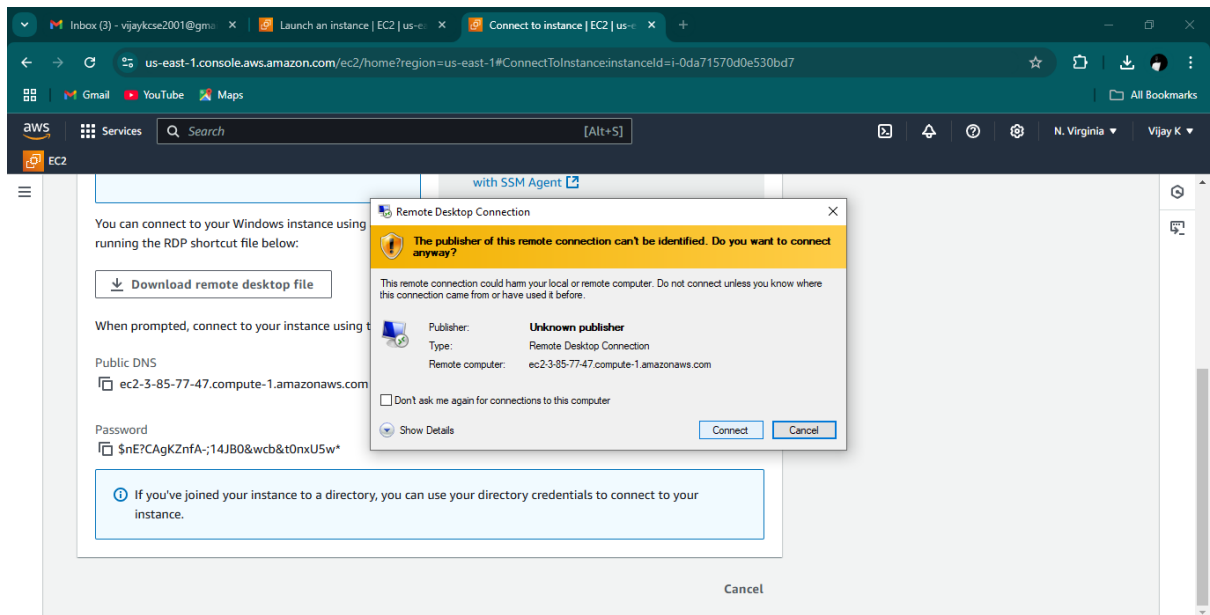 Inbox (3) - vijaykcse2001@gma
Launch an instance | EC2 | us-ea
Connect to instance | EC2 | us-e
us-east-1.console.aws.amazon.com/ec2/home?region=us-east-1#ConnectToInstance:instanceId=i-0da71570d0e530bd7
Gmail YouTube Maps
All Bookmarks
aws Services Search [Alt+S] N. Virginia Vijay K
EC2
with SSM Agent
You can connect to your Windows instance using
running the RDP shortcut file below:
Download remote desktop file
When prompted, connect to your instance using t
Public DNS
ec2-3-85-77-47.compute-1.amazonaws.com
Password
$nE?CAgKZnfA-;14JB0&wcb&t0nxU5w*
Remote Desktop Connection
The publisher of this remote connection can't be identified. Do you want to connect
anyway?
This remote connection could harm your local or remote computer. Do not connect unless you know where
this connection came from or have used it before.
Publisher: Unknown publisher
Type: Remote Desktop Connection
Remote computer: ec2-3-85-77-47.compute-1.amazonaws.com
Don't ask me again for connections to this computer
Show Details Connect Cancel
If you've joined your instance to a directory, you can use your directory credentials to connect to your
instance.
Cancel